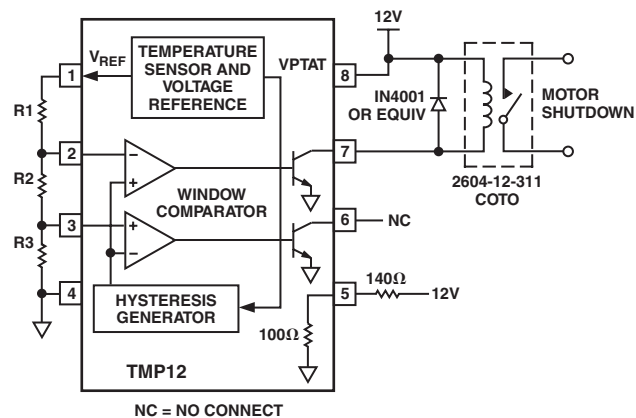 12V
VREF
TEMPERATURE
SENSOR AND
VOLTAGE
REFERENCE
VPTAT
1
8
R1
IN4001
OR EQUIV
MOTOR
SHUTDOWN
2
7
R2
WINDOW
COMPARATOR
2604-12-311
COTO
3
6
NC
R3
4
5
140Ω
12V
HYSTERESIS
GENERATOR
100Ω
TMP12
NC = NO CONNECT